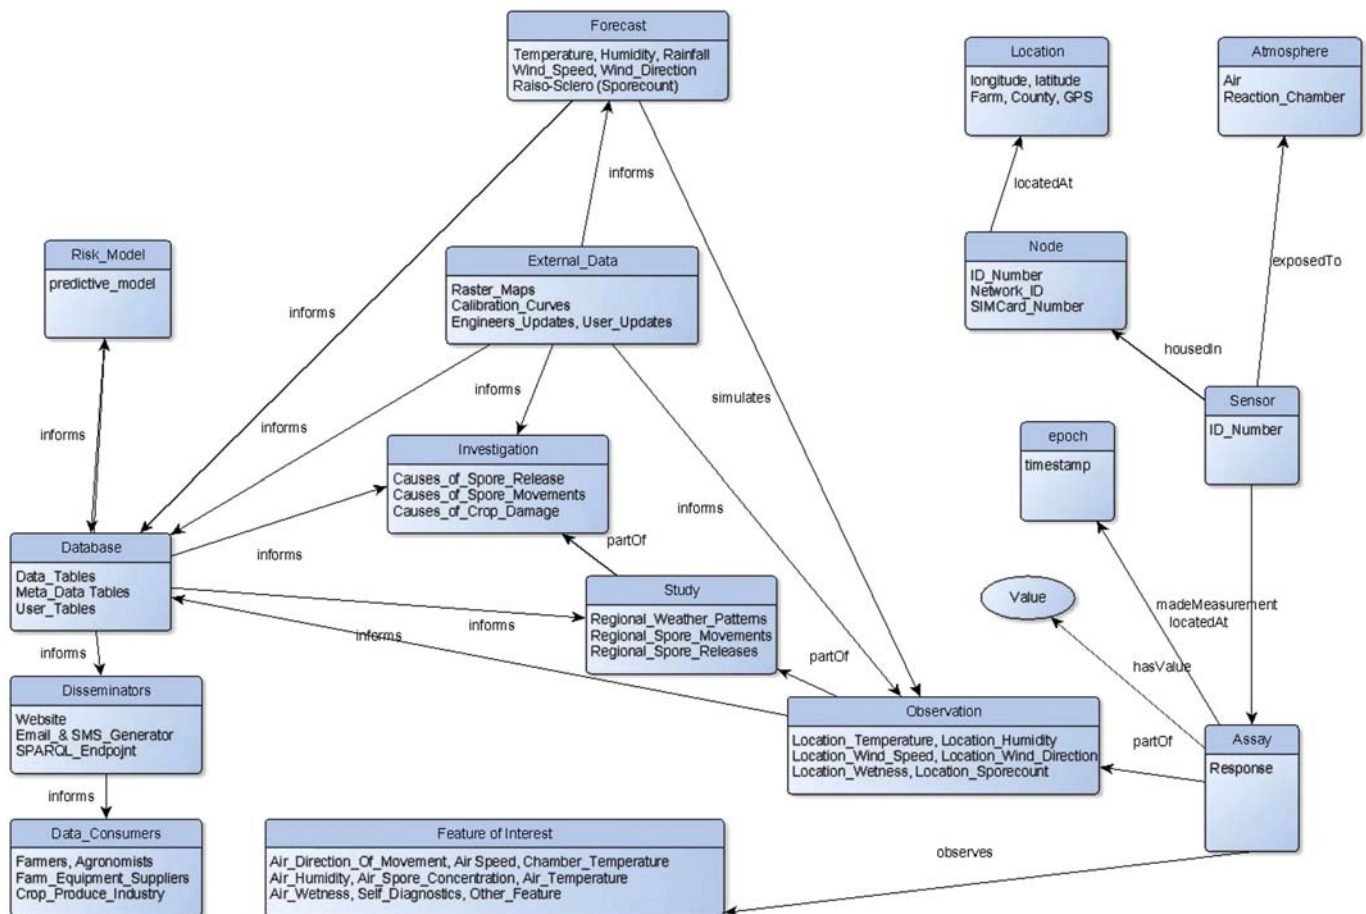 Forecast
Temperature, Humidity, Rainfall
Wind_Speed, Wind_Direction
Raiso-Sclero (Sporecount)
Location
longitude, latitude
Farm, County, GPS
Atmosphere
Air
Reaction_Chamber
informs
locatedAt
Risk_Model
predictive_model
External_Data
Raster_Maps
Calibration_Curves
Engineers_Updates, User_Updates
Node
ID_Number
Network_ID
SIMCard_Number
exposedTo
informs
housedIn
informs
simulates
Sensor
ID_Number
informs
informs
epoch
timestamp
Investigation
Causes_of_Spore_Release
Causes_of_Spore_Movements
Causes_of_Crop_Damage
informs
partOf
informs
Database
Data_Tables
Meta_Data Tables
User_Tables
Study
Regional_Weather_Patterns
Regional_Spore_Movements
Regional_Spore_Releases
Value
madeMeasurement
locatedAt
informs
informs
informs
partOf
hasValue
Disseminators
Website
Email_& SMS_Generator
SPARQL_Endpojnt
Observation
Location_Temperature, Location_Humidity
Location_Wind_Speed, Location_Wind_Direction
Location_Wetness, Location_Sporecount
partOf
Assay
Response
informs
Data_Consumers
Farmers, Agronomists
Farm_Equipment_Suppliers
Crop_Produce_Industry
Feature of Interest
Air_Direction_Of_Movement, Air Speed, Chamber_Temperature
Air_Humidity, Air_Spore_Concentration, Air_Temperature
Air_Wetness, Self_Diagnostics, Other_Feature
observes